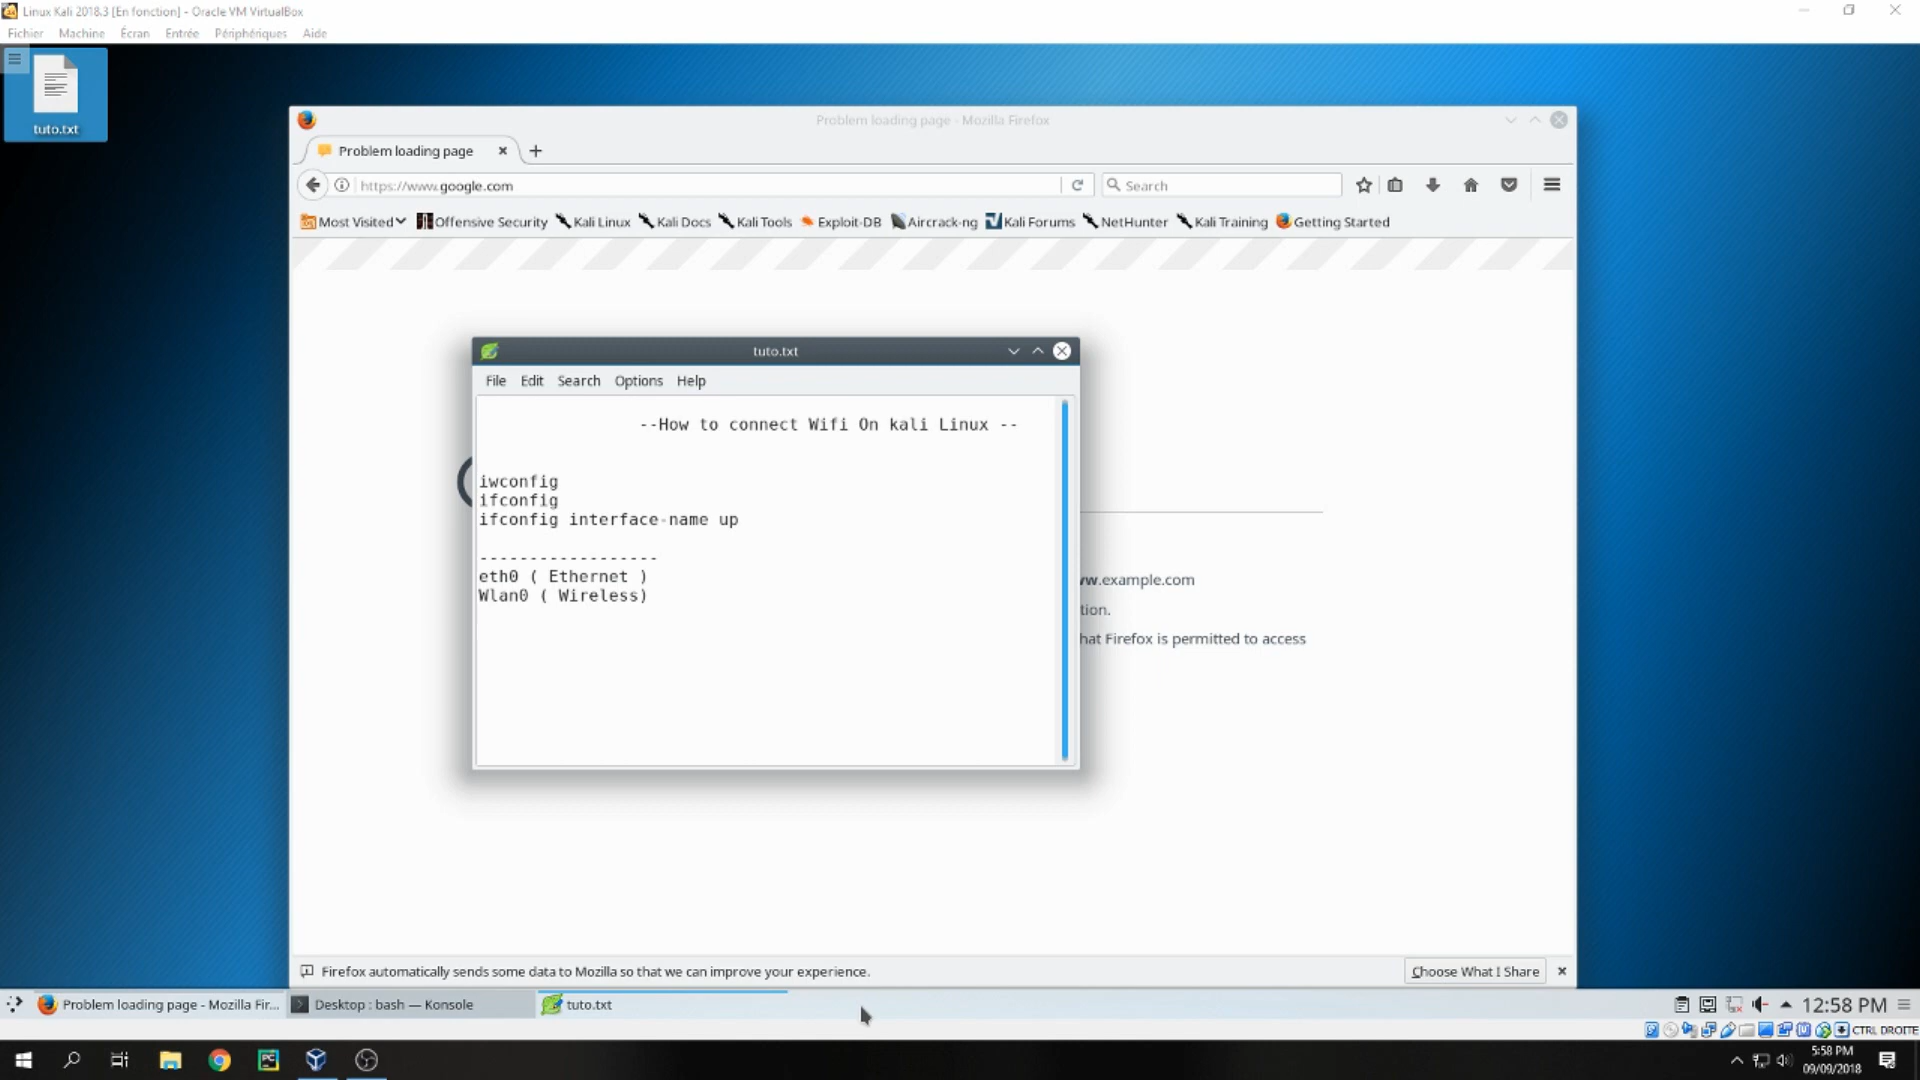 Linux Kali 2018.3 [En fonction] - Oracle VM VirtualBox
Fichier Machine Écran Entrée Périphériques Aide
tuto.txt
Problem loading page - Mozilla Firefox
Problem loading page
https://www.google.com
Search
Most Visited Offensive Security Kali Linux Kali Docs Kali Tools Exploit-DB Aircrack-ng Kali Forums NetHunter Kali Training Getting Started
tuto.txt
File Edit Search Options Help
--How to connect Wifi On kali Linux --
iwconfig
ifconfig
ifconfig interface-name up
------------------
eth0 ( Ethernet )
Wlan0 ( Wireless)
ww.example.com
tion.
hat Firefox is permitted to access
Firefox automatically sends some data to Mozilla so that we can improve your experience.
Choose What I Share
Problem loading page - Mozilla Fir...
Desktop : bash — Konsole
tuto.txt
12:58 PM
CTRL DROITE
5:58 PM
09/09/2018